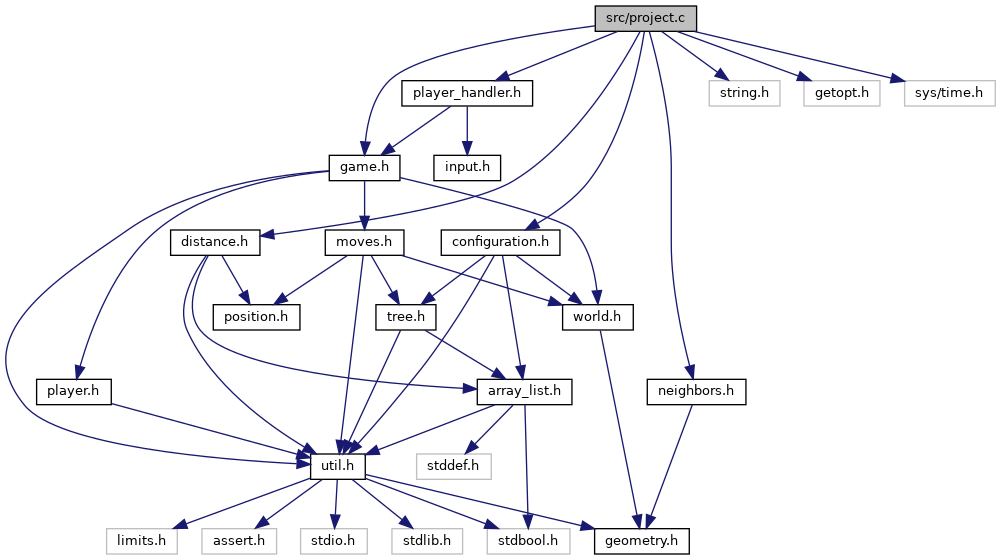 src/project.c
player_handler.h
string.h
getopt.h
sys/time.h
game.h
input.h
distance.h
moves.h
configuration.h
position.h
tree.h
world.h
player.h
array_list.h
neighbors.h
util.h
stddef.h
limits.h
assert.h
stdio.h
stdlib.h
stdbool.h
geometry.h